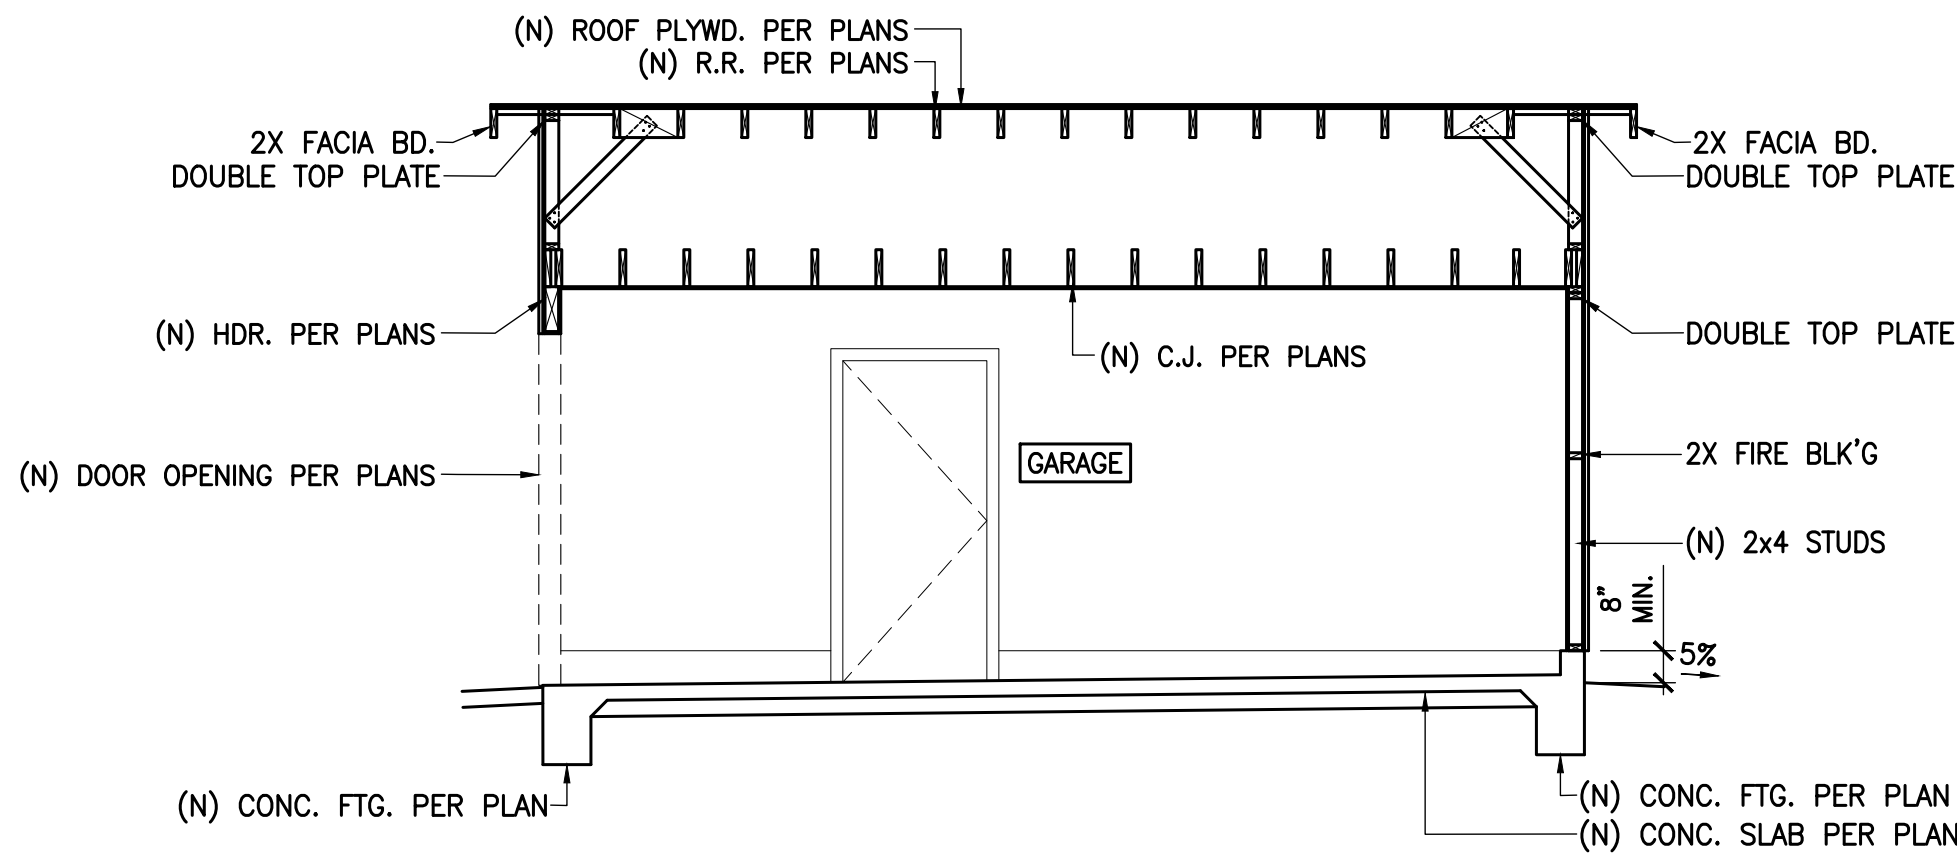 (N) ROOF PLYWD. PER PLANS
(N) R.R. PER PLANS
2X FACIA BD.
DOUBLE TOP PLATE
2X FACIA BD.
DOUBLE TOP PLATE
(N) HDR. PER PLANS
DOUBLE TOP PLATE
(N) C.J. PER PLANS
GARAGE
2X FIRE BLK'G
(N) DOOR OPENING PER PLANS
(N) 2x4 STUDS
8"
MIN.
5%
(N) CONC. FTG. PER PLAN
(N) CONC. FTG. PER PLAN
(N) CONC. SLAB PER PLAN